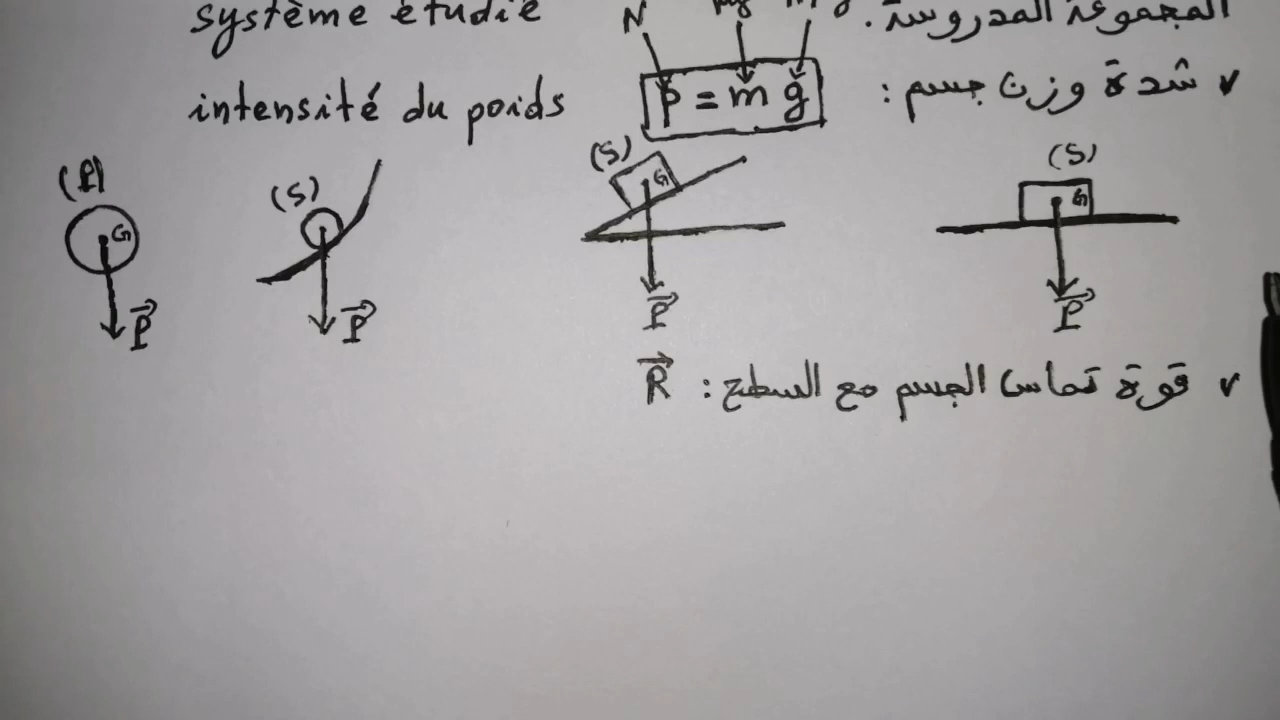 système étudié N المجموعة المدروسة.
intensité du poids P = m g شدة وزن جسم :
(S) (S) (S)
G G G
P P P P
R قوة تماس الجسم مع السطح :